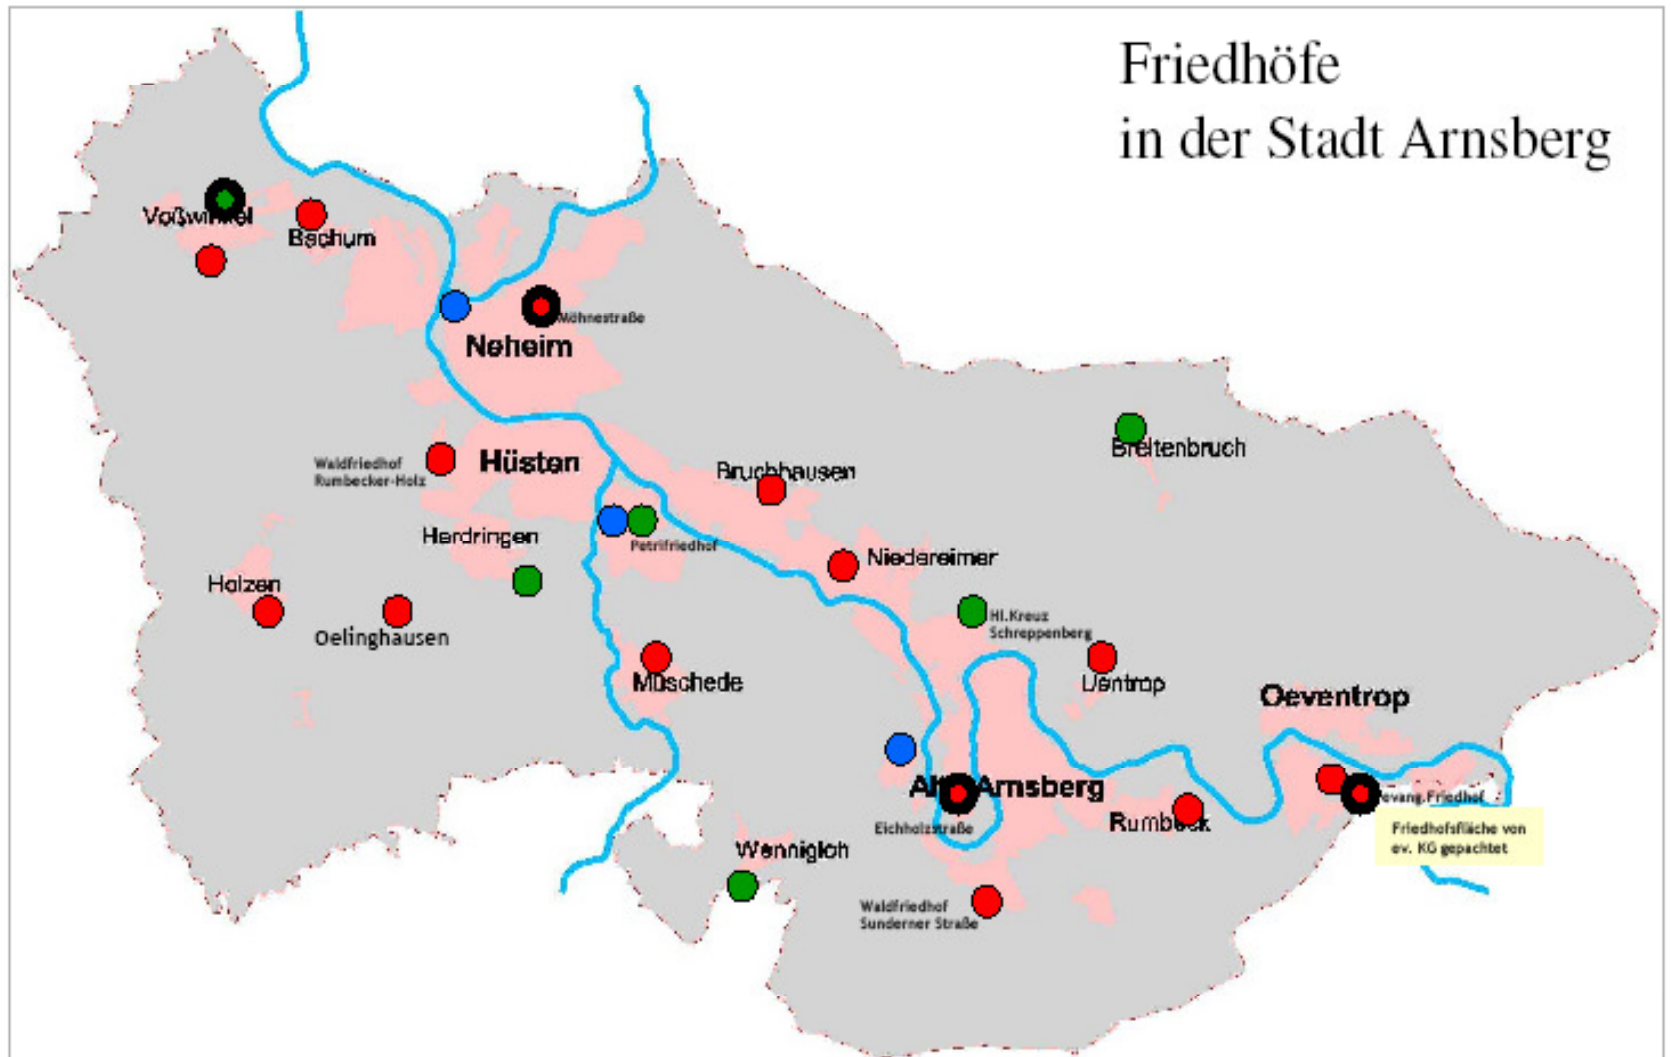 Friedhöfe
in der Stadt Arnsberg
Voßwinkel
Bachum
Möhnestraße
Neheim
Breitenbruch
Waldfriedhof
Rumbecker-Holz
Hüsten
Bruchhausen
Herdringen
Petrifriedhof
Niedereimer
Holzen
Oelinghausen
Hl.Kreuz
Schreppenberg
Müschede
Uentrop
Oeventrop
Alt-Arnsberg
evang.Friedhof
Eichholzstraße
Rumbeck
Friedhofsfläche von
ev. KG gepachtet
Wennigloh
Waldfriedhof
Sunderner Straße